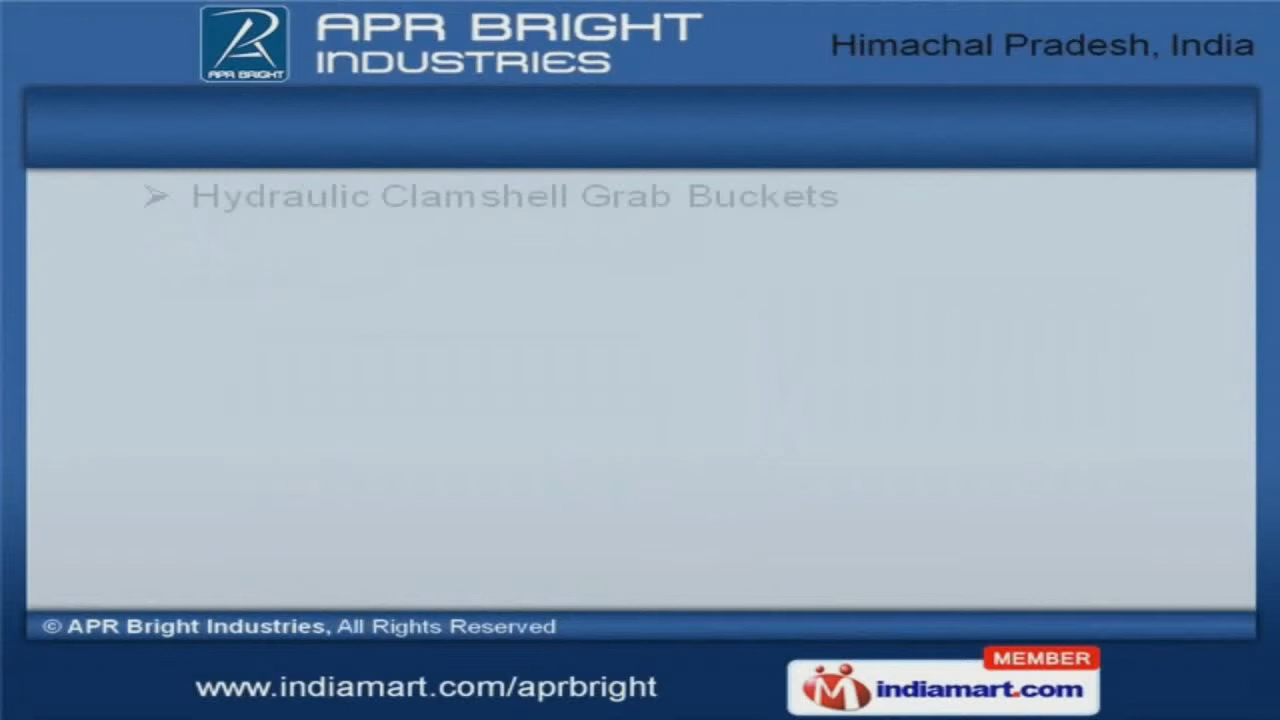 APR BRIGHT
INDUSTRIES
APR BRIGHT
Himachal Pradesh, India
➢ Hydraulic Clamshell Grab Buckets
© APR Bright Industries, All Rights Reserved
www.indiamart.com/aprbright
MEMBER
indiamart.com